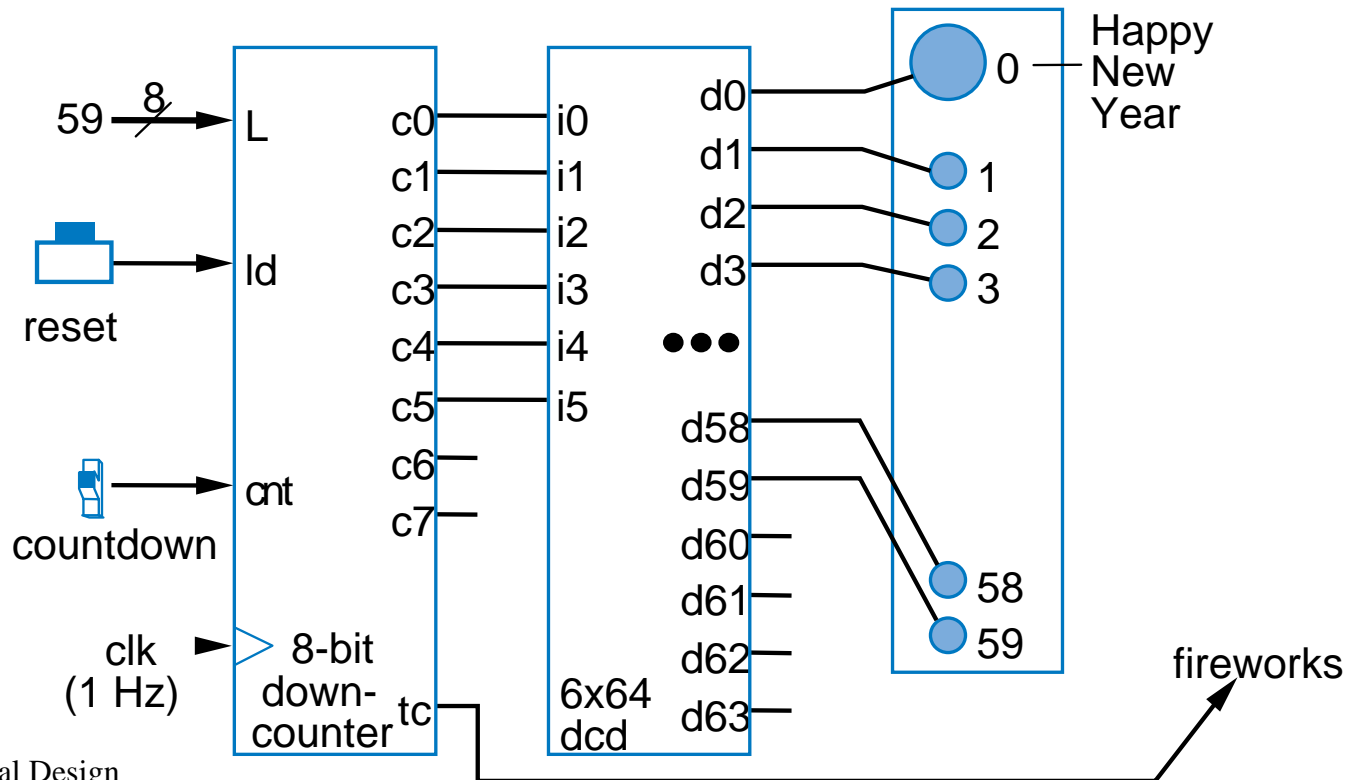 59
8
L
ld
reset
cnt
countdown
clk
(1 Hz)
8-bit
down-
counter
c0
c1
c2
c3
c4
c5
c6
c7
tc
i0
i1
i2
i3
i4
i5
6x64
dcd
d0
d1
d2
d3
d58
d59
d60
d61
d62
d63
0
1
2
3
58
59
Happy
New
Year
fireworks
al Design